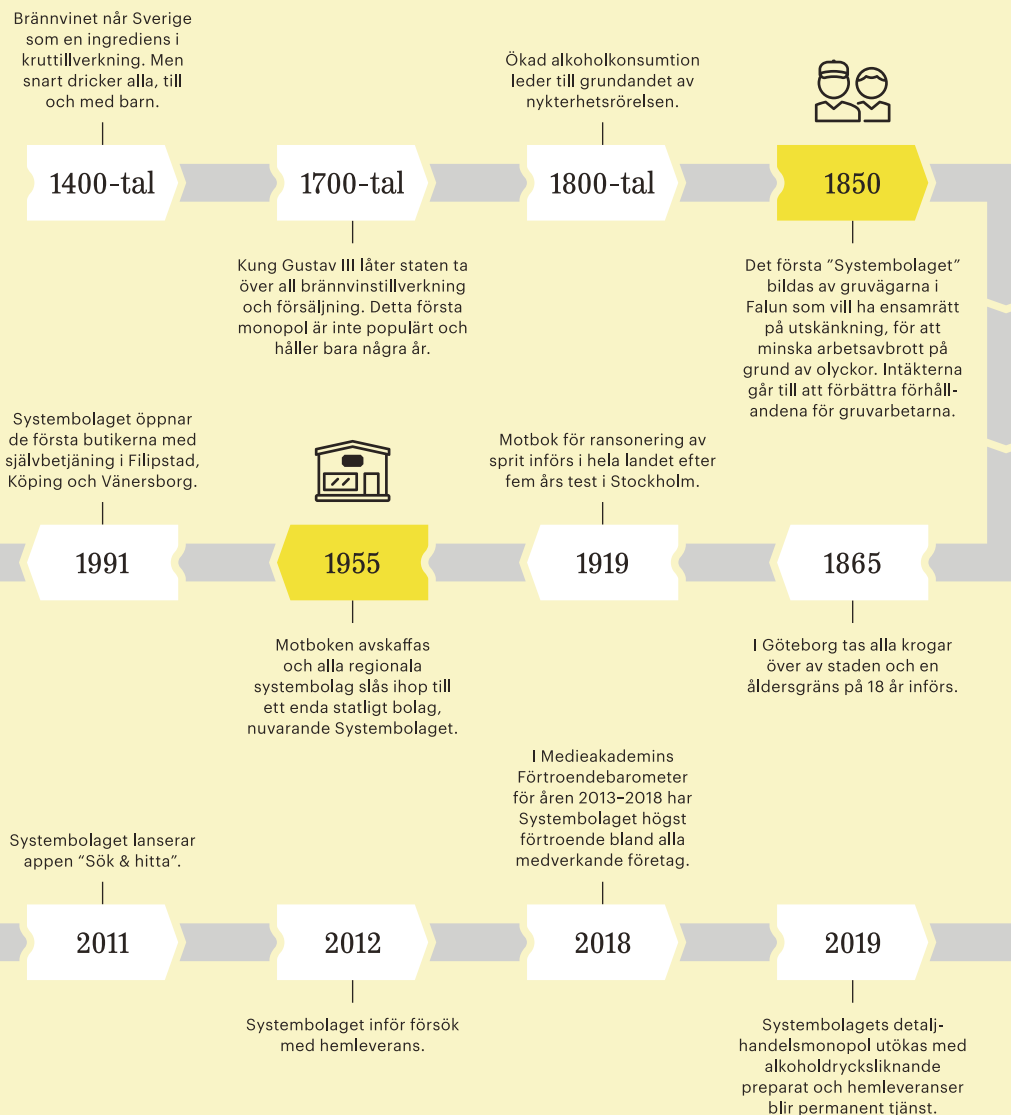 Brännvinet når Sverige
som en ingrediens i
kruttillverkning. Men
snart dricker alla, till
och med barn.
1400-tal
1700-tal
Kung Gustav III låter staten ta
över all brännvinstillverkning
och försäljning. Detta första
monopol är inte populärt och
håller bara några år.
Ökad alkoholkonsumtion
leder till grundandet av
nykterhetsrörelsen.
1800-tal
1850
Det första ”Systembolaget”
bildas av gruvägarna i
Falun som vill ha ensamrätt
på utskänkning, för att
minska arbetsavbrott på
grund av olyckor. Intäkterna
går till att förbättra förhåll-
andena för gruvarbetarna.
1865
I Göteborg tas alla krogar
över av staden och en
åldersgräns på 18 år införs.
Motbok för ransonering av
sprit införs i hela landet efter
fem års test i Stockholm.
1919
1955
Motboken avskaffas
och alla regionala
systembolag slås ihop till
ett enda statligt bolag,
nuvarande Systembolaget.
Systembolaget öppnar
de första butikerna med
självbetjäning i Filipstad,
Köping och Vänersborg.
1991
Systembolaget lanserar
appen “Sök & hitta”.
2011
2012
Systembolaget inför försök
med hemleverans.
I Medieakademins
Förtroendebarometer
för åren 2013–2018 har
Systembolaget högst
förtroende bland alla
medverkande företag.
2018
2019
Systembolagets detalj-
handelsmonopol utökas med
alkoholdrycksliknande
preparat och hemleveranser
blir permanent tjänst.